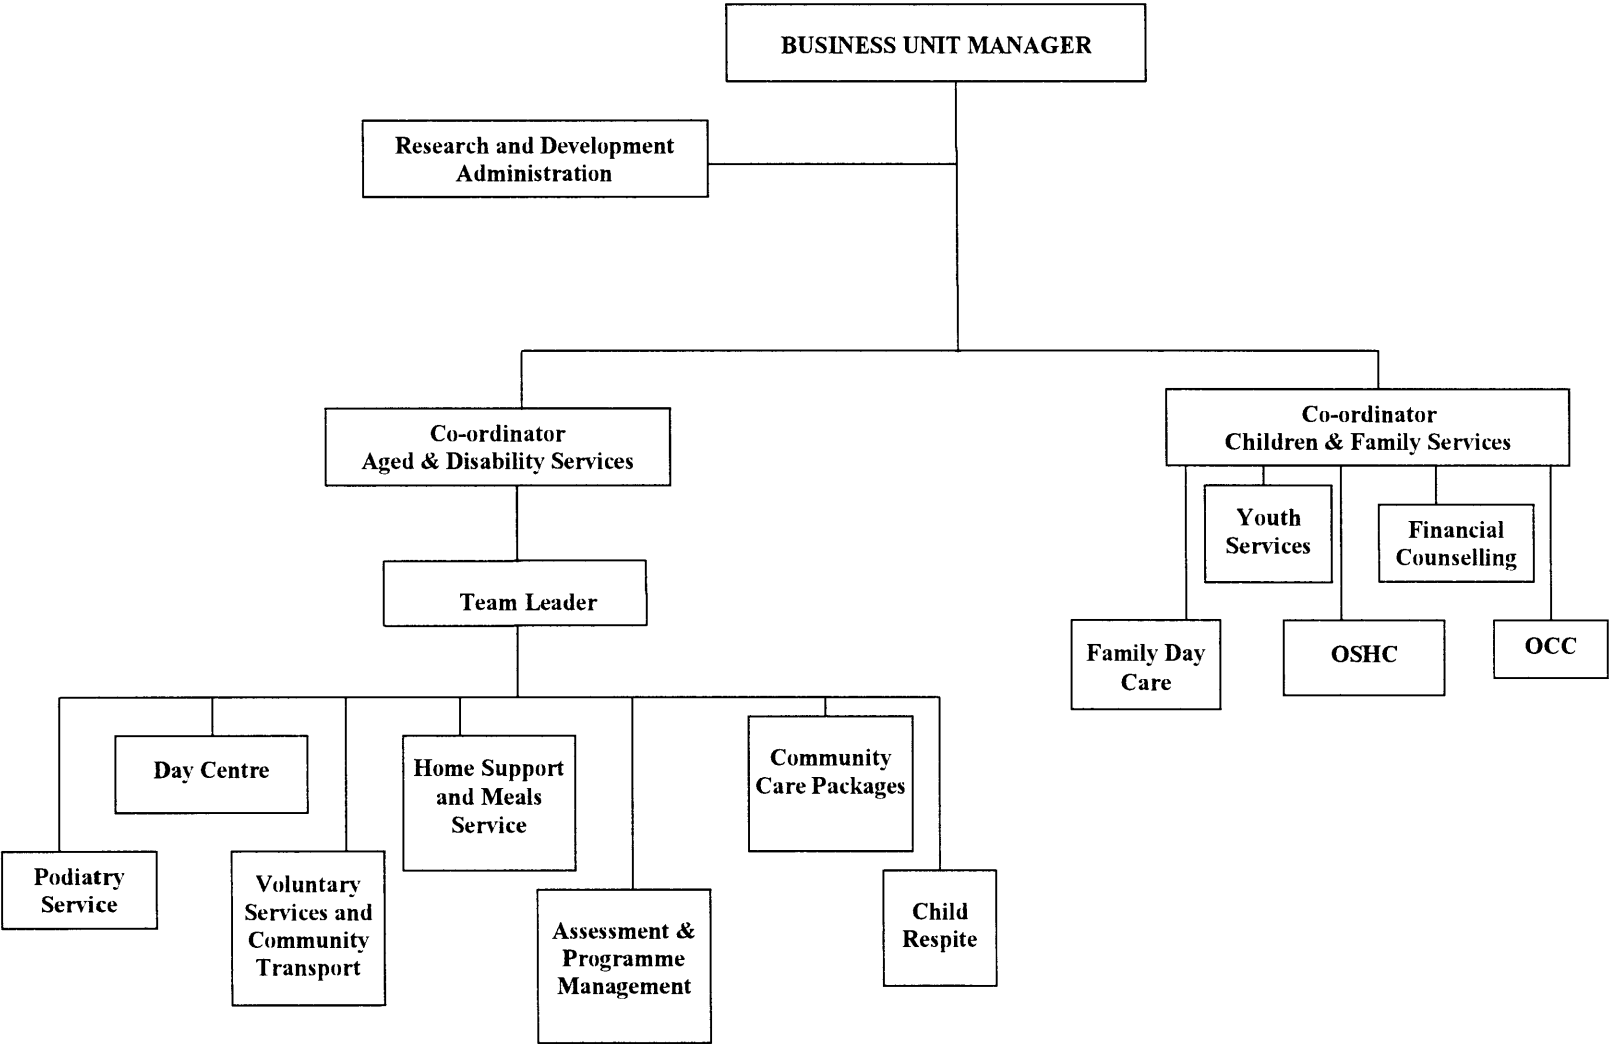 BUSINESS UNIT MANAGER
Research and Development
Administration
Co-ordinator
Aged & Disability Services
Co-ordinator
Children & Family Services
Youth
Services
Financial
Counselling
Team Leader
Family Day
Care
OSHC
OCC
Day Centre
Home Support
and Meals
Service
Community
Care Packages
Podiatry
Service
Voluntary
Services and
Community
Transport
Assessment &
Programme
Management
Child
Respite